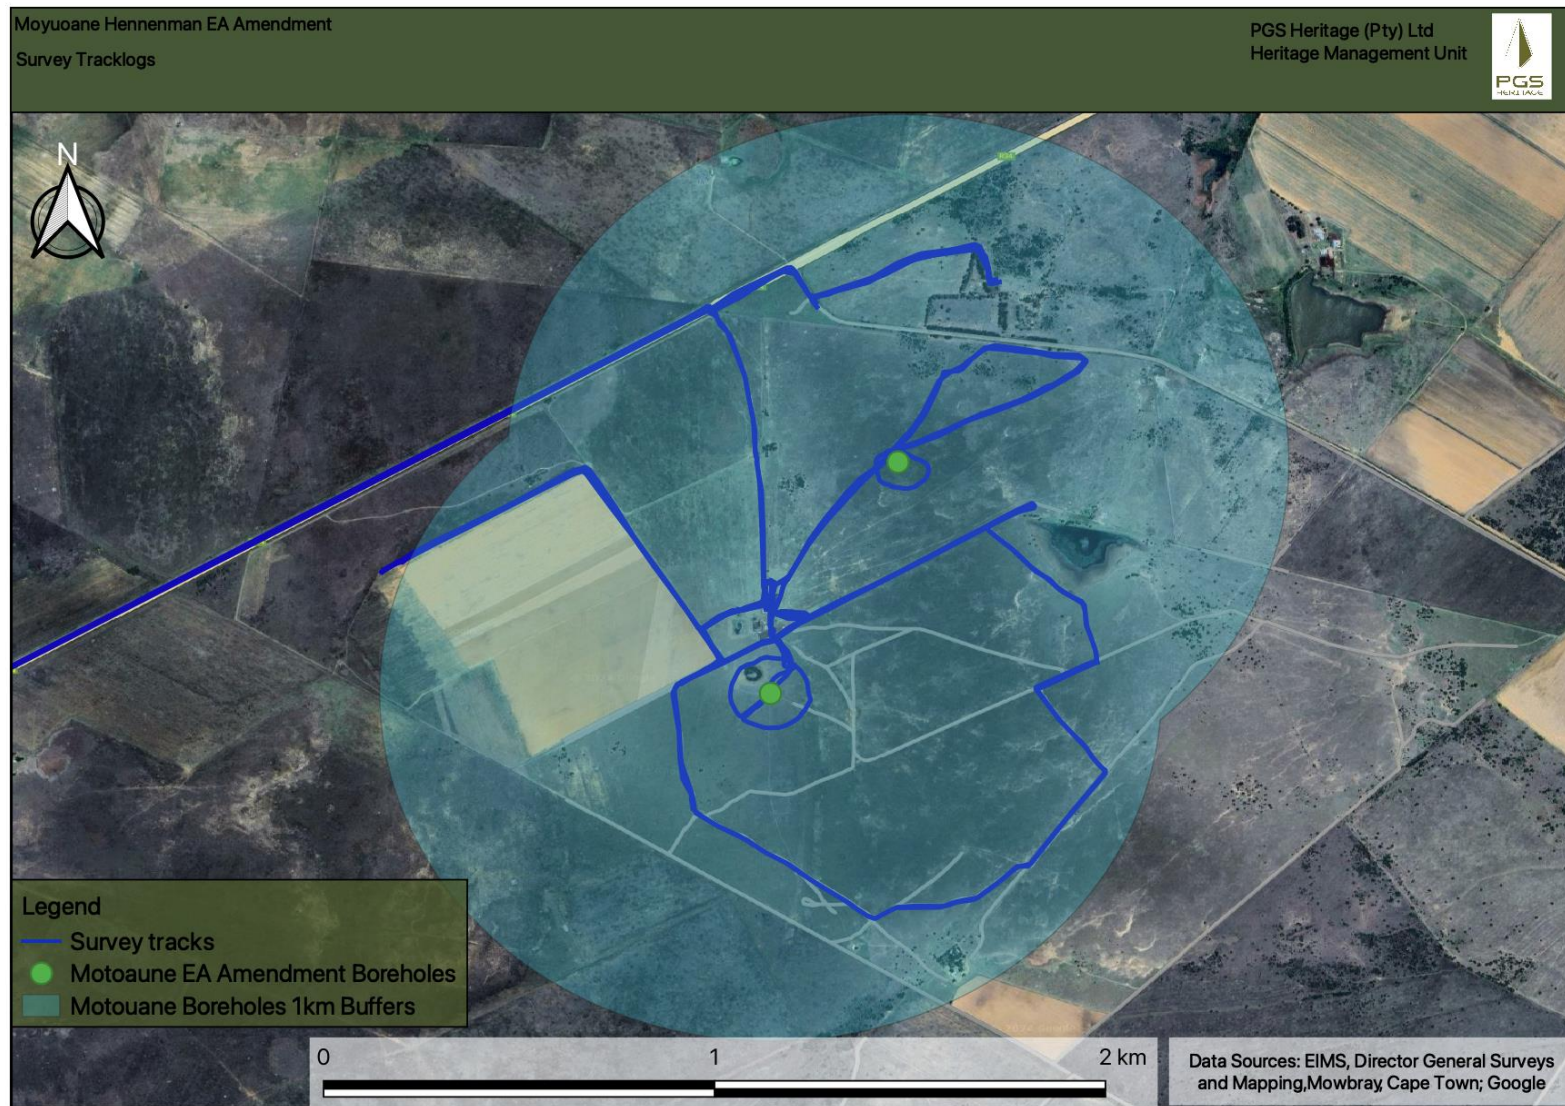 Moyuoane Hennenman EA Amendment
Survey Tracklogs
PGS Heritage (Pty) Ltd
Heritage Management Unit
PGS
HERITAGE
N
R34
Legend
Survey tracks
Motoaune EA Amendment Boreholes
Motouane Boreholes 1km Buffers
0 1 2 km
Data Sources: EIMS, Director General Surveys
and Mapping,Mowbray, Cape Town; Google